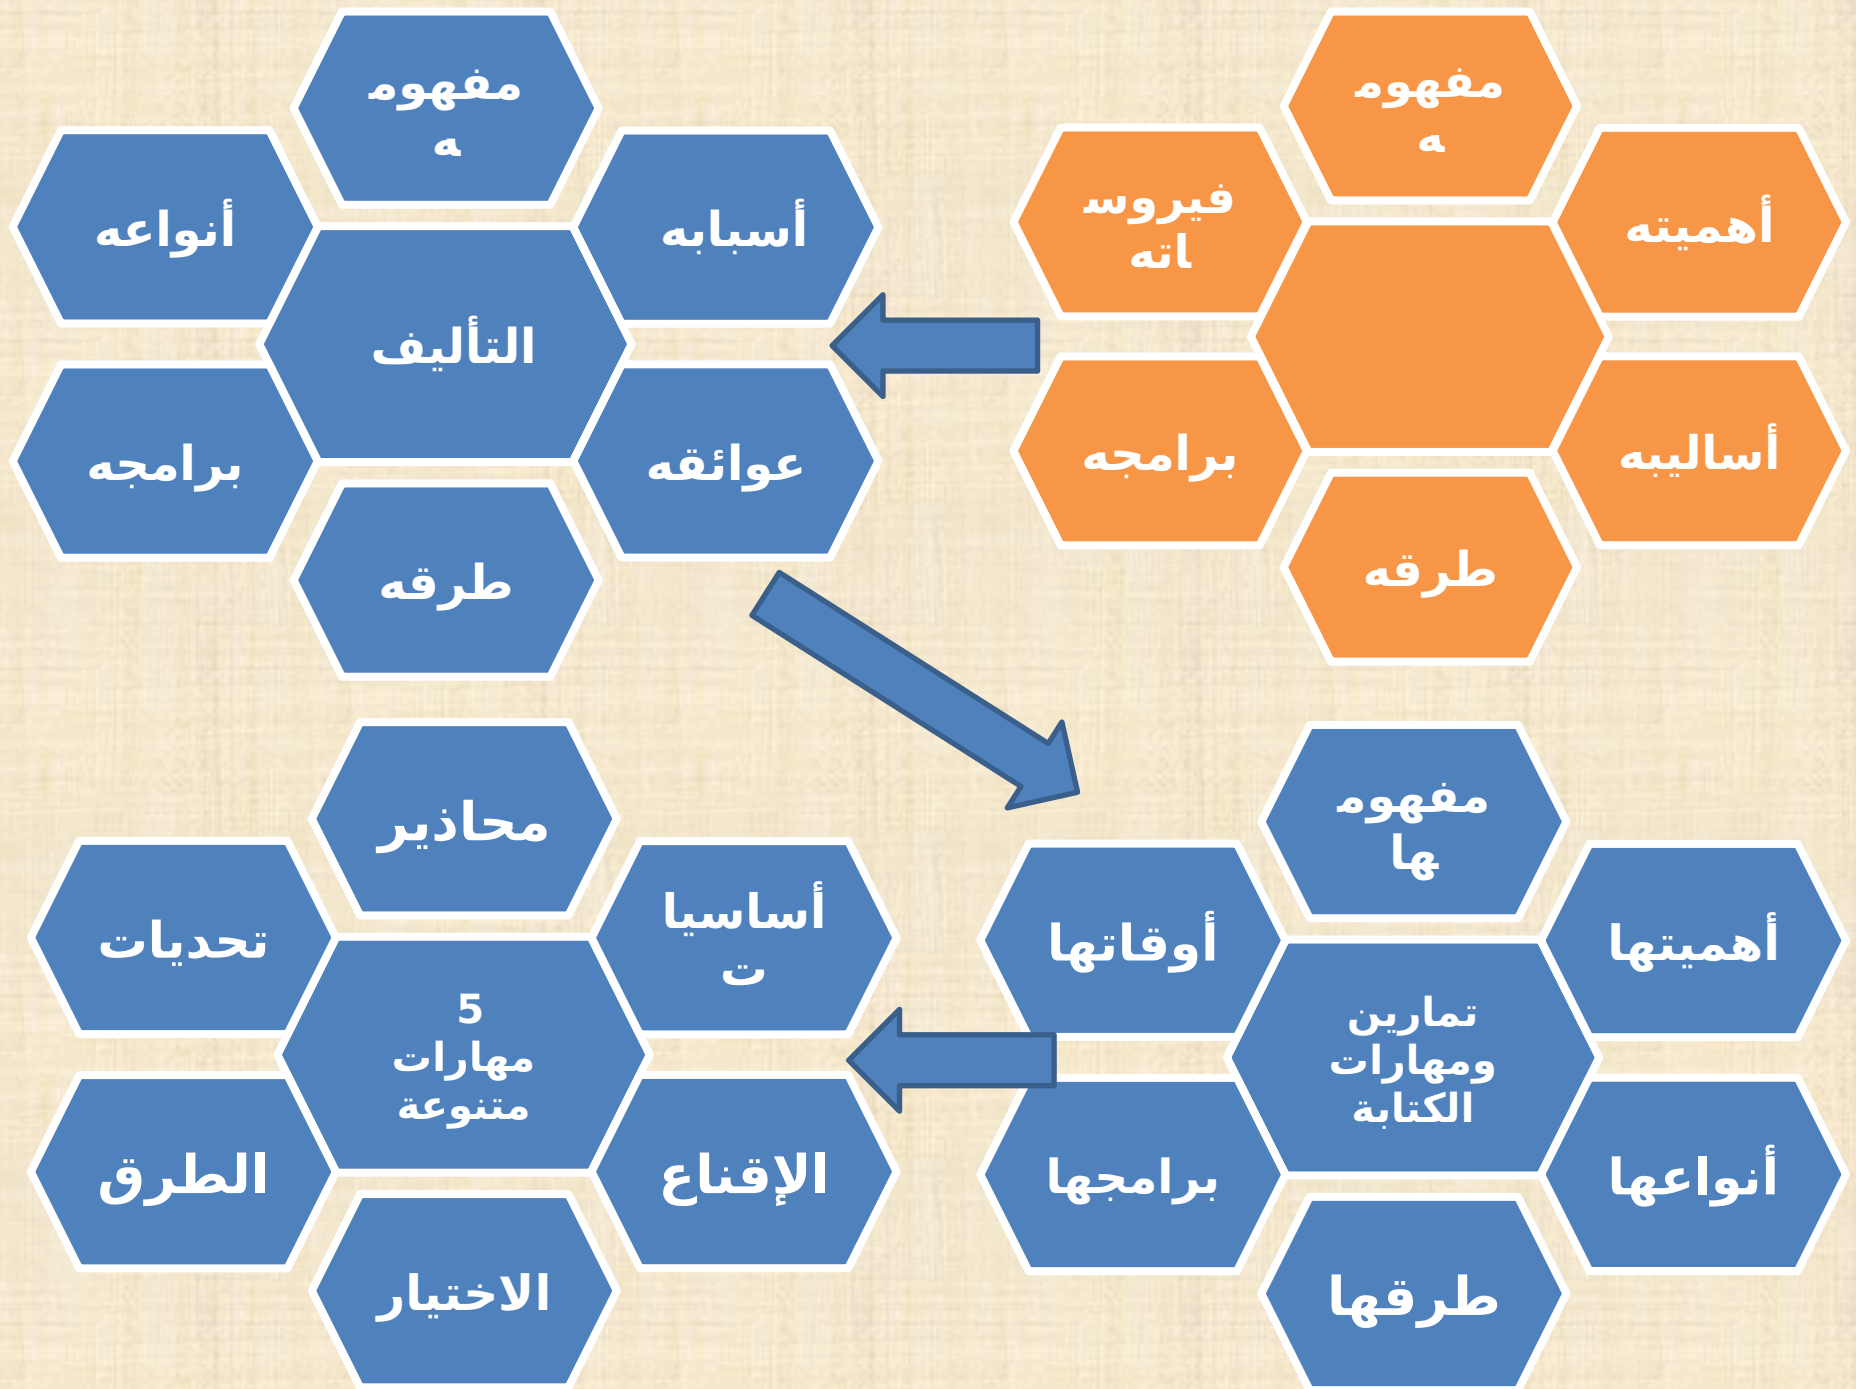 مفهوم
ه
أهميته
أساليبه
طرقه
برامجه
فيروس
اته
مفهوم
ه
أسبابه
عوائقه
طرقه
برامجه
أنواعه
التأليف
مفهوم
ها
أهميتها
أنواعها
طرقها
برامجها
أوقاتها
تمارين
ومهارات
الكتابة
محاذير
أساسيا
ت
الإقناع
الاختيار
الطرق
تحديات
5
مهارات
متنوعة